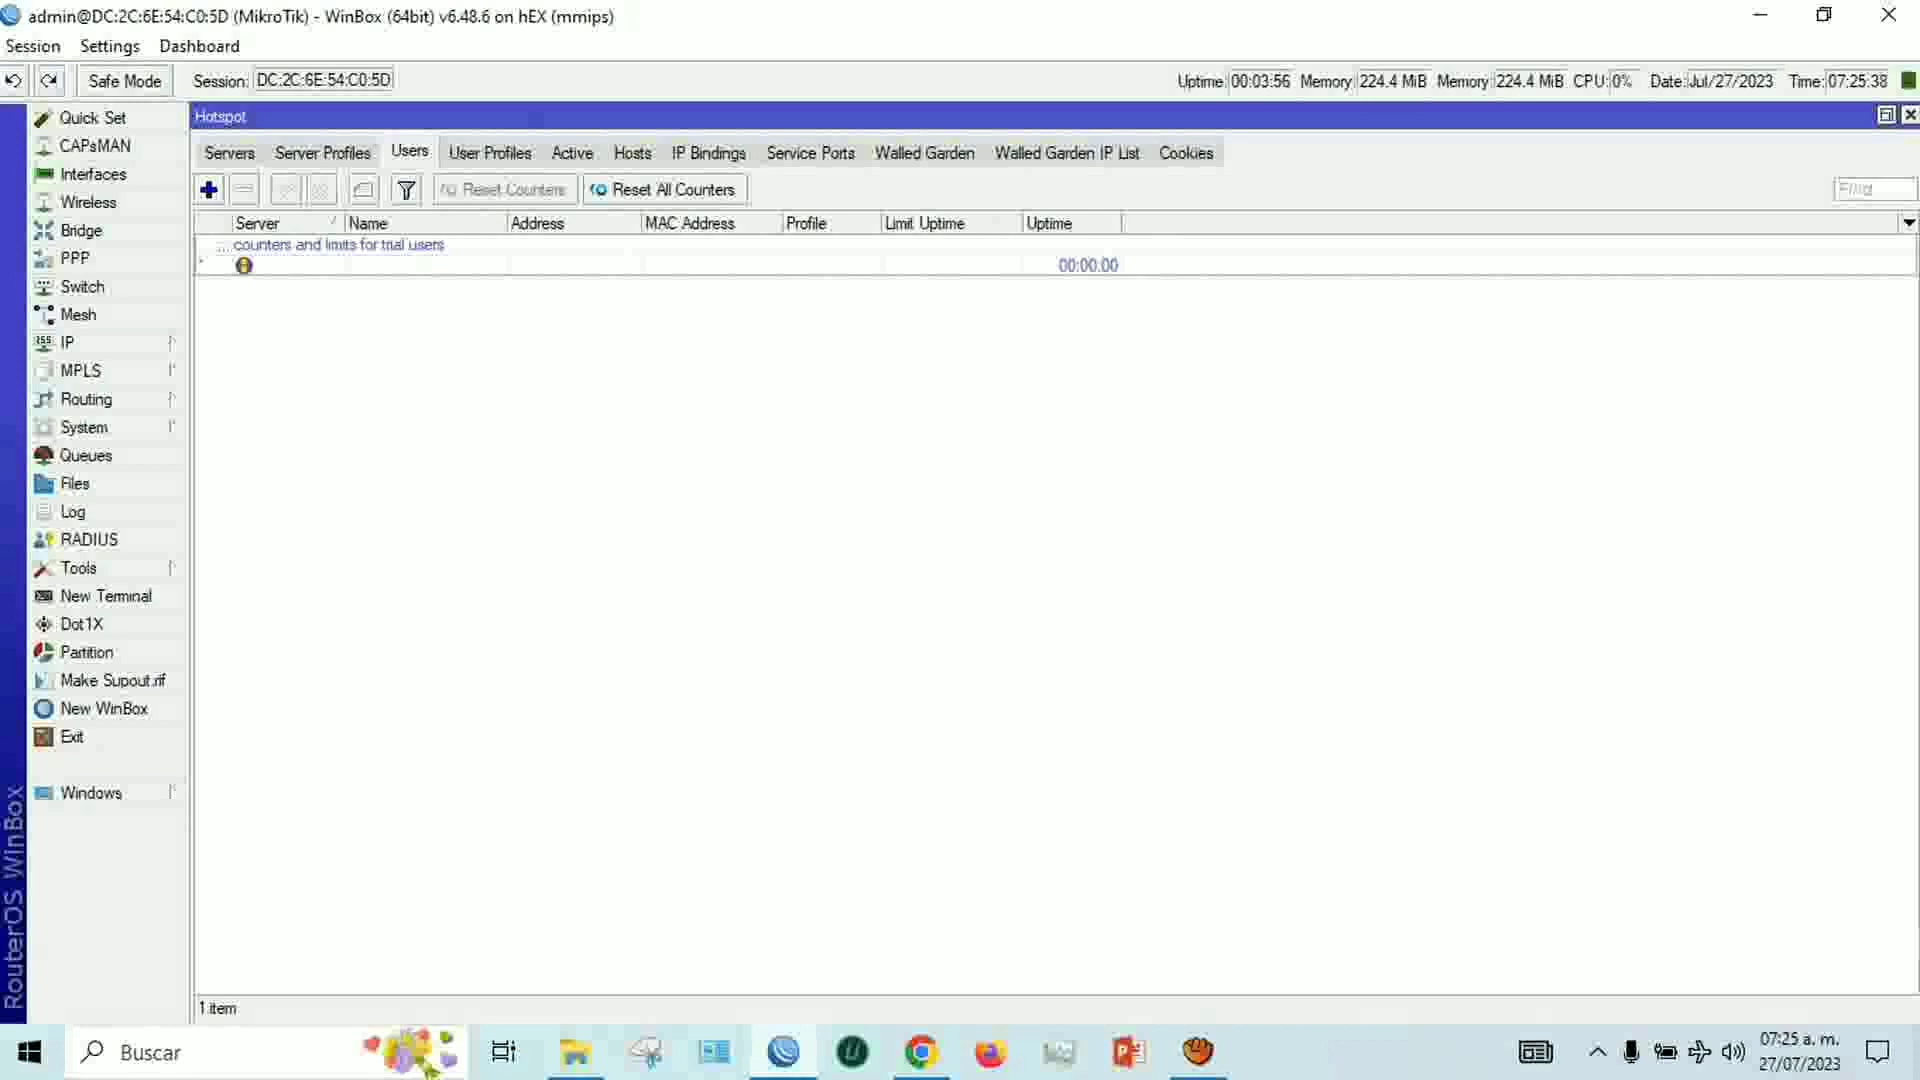 admin@DC:2C:6E:54:C0:5D (MikroTik) - WinBox (64bit) v6.48.6 on hEX (mmips)
Session Settings Dashboard
Safe Mode Session: DC:2C:6E:54:C0:5D Uptime: 00:03:56 Memory: 224.4 MiB Memory: 224.4 MiB CPU: 0% Date: Jul/27/2023 Time: 07:25:38
Hotspot
Servers Server Profiles Users User Profiles Active Hosts IP Bindings Service Ports Walled Garden Walled Garden IP List Cookies
Reset Counters Reset All Counters Find
Server Name Address MAC Address Profile Limit Uptime Uptime
... counters and limits for trial users
00:00:00
1 item
Quick Set
CAPsMAN
Interfaces
Wireless
Bridge
PPP
Switch
Mesh
IP
MPLS
Routing
System
Queues
Files
Log
RADIUS
Tools
New Terminal
Dot1X
Partition
Make Supout.rif
New WinBox
Exit
Windows
RouterOS WinBox
Buscar
07:25 a. m.
27/07/2023